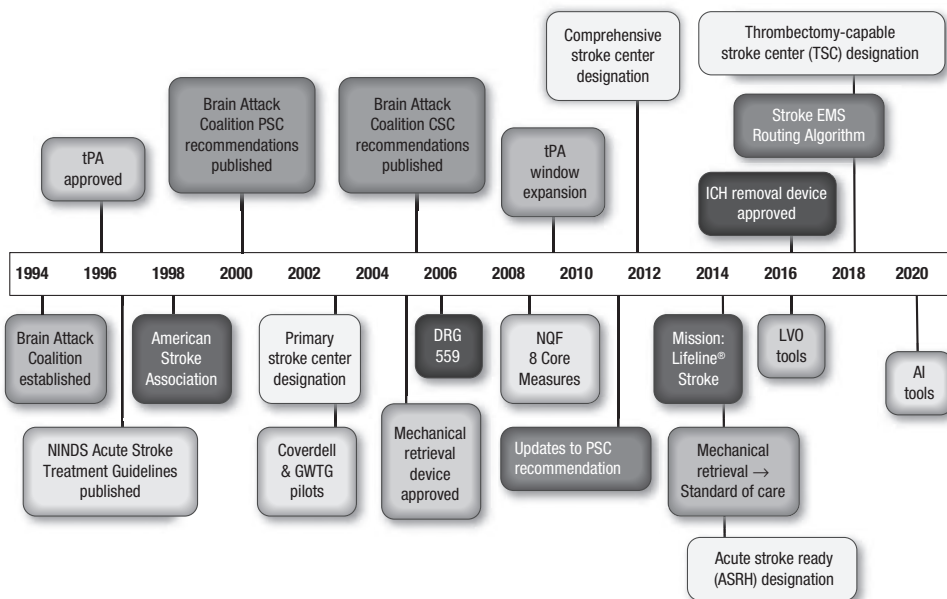 Comprehensive
stroke center
designation
Thrombectomy-capable
stroke center (TSC) designation
Brain Attack
Coalition PSC
recommendations
published
Brain Attack
Coalition CSC
recommendations
published
Stroke EMS
Routing Algorithm
tPA
approved
tPA
window
expansion
ICH removal device
approved
1994 1996 1998 2000 2002 2004 2006 2008 2010 2012 2014 2016 2018 2020
Brain Attack
Coalition
established
American
Stroke
Association
Primary
stroke center
designation
DRG
559
NQF
8 Core
Measures
Mission:
Lifeline®
Stroke
LVO
tools
AI
tools
NINDS Acute Stroke
Treatment Guidelines
published
Coverdell
& GWTG
pilots
Mechanical
retrieval
device
approved
Updates to PSC
recommendation
Mechanical
retrieval →
Standard of care
Acute stroke ready
(ASRH) designation